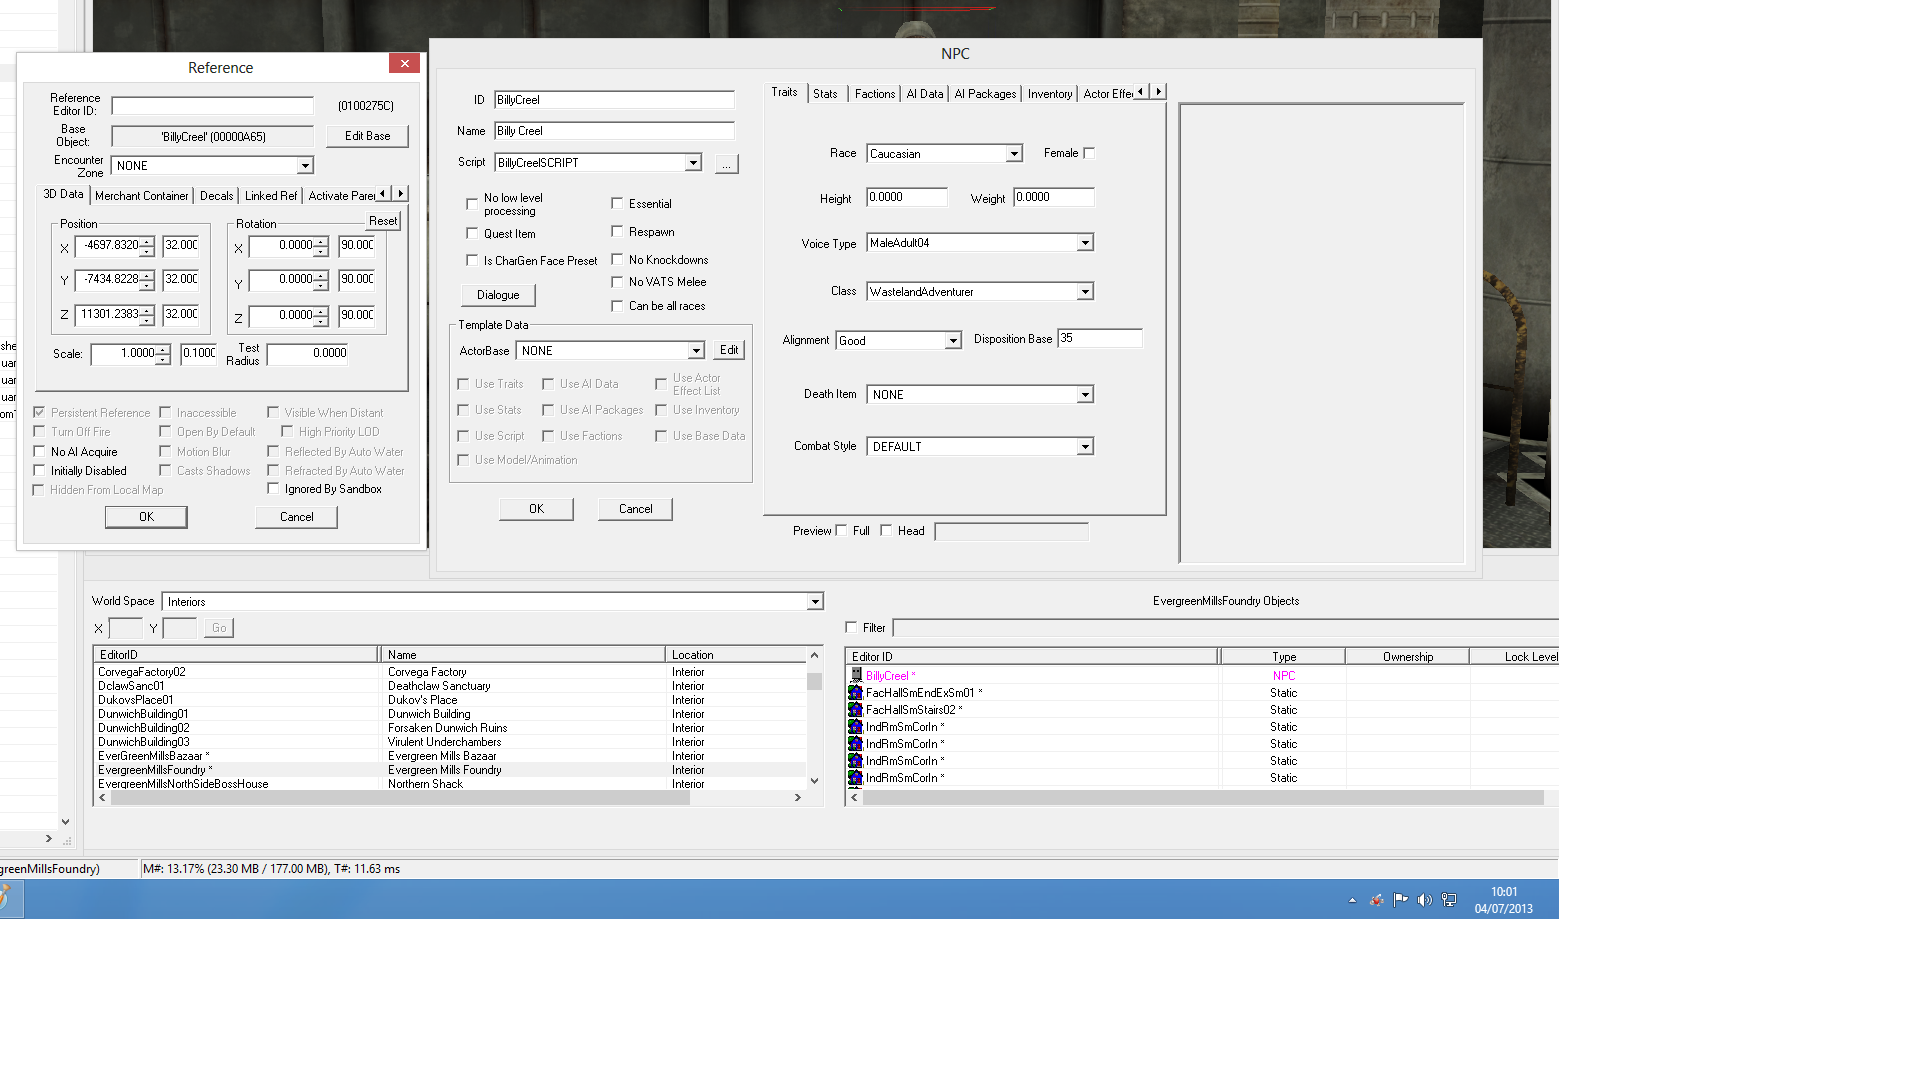 Reference
Reference Editor ID:
(0100275C)
Base Object:
'BillyCreel' (00000A65)
Edit Base
Encounter Zone
NONE
3D Data
Merchant Container
Decals
Linked Ref
Activate Parer
Position
Rotation
Reset
X -4697.8320 32.000
X 0.0000 90.000
Y -7434.8228 32.000
Y 0.0000 90.000
Z 11301.2383 32.000
Z 0.0000 90.000
Scale: 1.0000 0.1000
Test Radius 0.0000
Persistent Reference
Inaccessible
Visible When Distant
Turn Off Fire
Open By Default
High Priority LOD
No AI Acquire
Motion Blur
Reflected By Auto Water
Initially Disabled
Casts Shadows
Refracted By Auto Water
Hidden From Local Map
Ignored By Sandbox
OK
Cancel
NPC
ID BillyCreel
Name Billy Creel
Script BillyCreelSCRIPT
...
No low level processing
Essential
Quest Item
Respawn
Is CharGen Face Preset
No Knockdowns
No VATS Melee
Dialogue
Can be all races
Template Data
ActorBase NONE
Edit
Use Traits
Use AI Data
Use Actor Effect List
Use Stats
Use AI Packages
Use Inventory
Use Script
Use Factions
Use Base Data
Use Model/Animation
OK
Cancel
Traits
Stats
Factions
AI Data
AI Packages
Inventory
Actor Effe
Race Caucasian
Female
Height 0.0000
Weight 0.0000
Voice Type MaleAdult04
Class WastelandAdventurer
Alignment Good
Disposition Base 35
Death Item NONE
Combat Style DEFAULT
Preview Full Head
she
uar
uar
uar
om
World Space Interiors
X Y Go
EditorID Name Location
CorvegaFactory02 Corvega Factory Interior
DclawSanc01 Deathclaw Sanctuary Interior
DukovsPlace01 Dukov's Place Interior
DunwichBuilding01 Dunwich Building Interior
DunwichBuilding02 Forsaken Dunwich Ruins Interior
DunwichBuilding03 Virulent Underchambers Interior
EverGreenMillsBazaar * Evergreen Mills Bazaar Interior
EvergreenMillsFoundry * Evergreen Mills Foundry Interior
EvergreenMillsNorthSideBossHouse Northern Shack Interior
EvergreenMillsFoundry Objects
Filter
Editor ID Type Ownership Lock Level
BillyCreel * NPC
FacHallSmEndExSm01 * Static
FacHallSmStairs02 * Static
IndRmSmCorIn * Static
IndRmSmCorIn * Static
IndRmSmCorIn * Static
IndRmSmCorIn * Static
greenMillsFoundry)
M#: 13.17% (23.30 MB / 177.00 MB), T#: 11.63 ms
10:01
04/07/2013